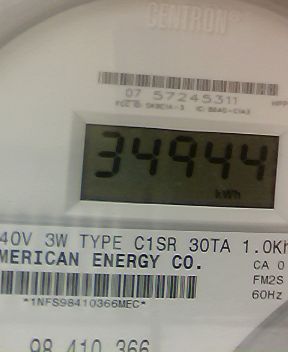 CENTRON®
07 57245311
34944
kWh
40V 3W TYPE C1SR 30TA 1.0Kh
MERICAN ENERGY CO.
CA 0
FM2S
60Hz
*1NFS98410366MEC*
98 410 366